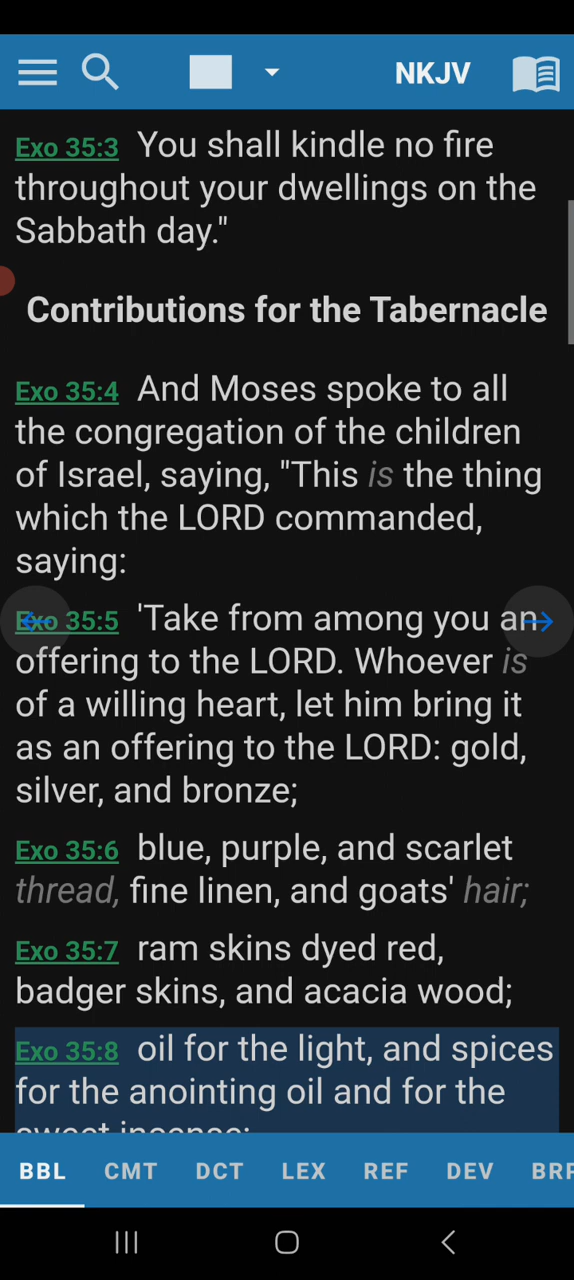 NKJV
Exo 35:3 You shall kindle no fire
throughout your dwellings on the
Sabbath day."
Contributions for the Tabernacle
Exo 35:4 And Moses spoke to all
the congregation of the children
of Israel, saying, "This is the thing
which the LORD commanded,
saying:
Exo 35:5 'Take from among you an
offering to the LORD. Whoever is
of a willing heart, let him bring it
as an offering to the LORD: gold,
silver, and bronze;
Exo 35:6 blue, purple, and scarlet
thread, fine linen, and goats' hair;
Exo 35:7 ram skins dyed red,
badger skins, and acacia wood;
Exo 35:8 oil for the light, and spices
for the anointing oil and for the
sweet incense;
BBL CMT DCT LEX REF DEV BRP